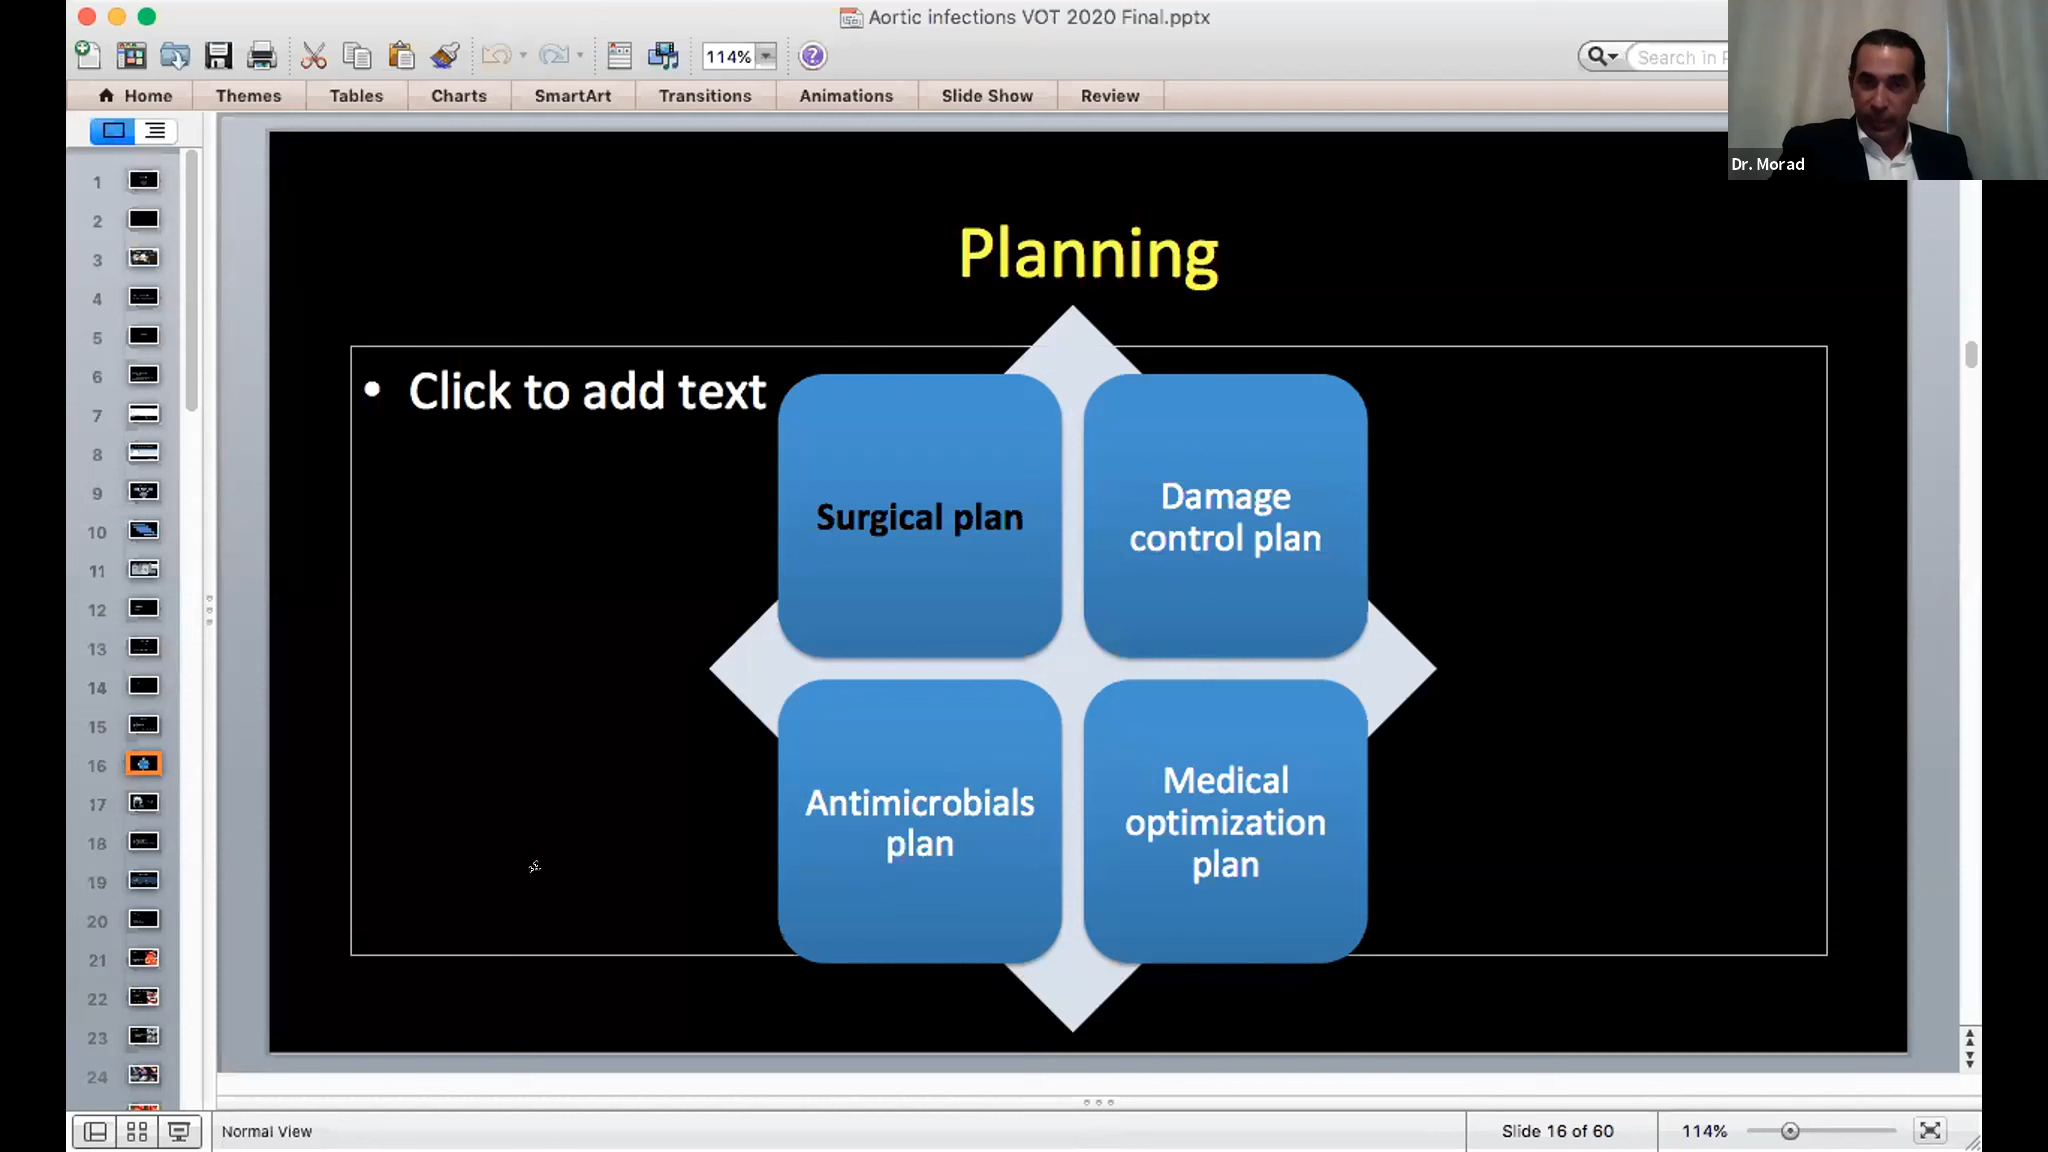 Aortic infections VOT 2020 Final.pptx
114%
Search in
Home
Themes
Tables
Charts
SmartArt
Transitions
Animations
Slide Show
Review
Dr. Morad
1
2
3
4
5
6
7
8
9
10
11
12
13
14
15
16
17
18
19
20
21
22
23
24
Planning
• Click to add text
Surgical plan
Damage
control plan
Antimicrobials
plan
Medical
optimization
plan
Normal View
Slide 16 of 60
114%